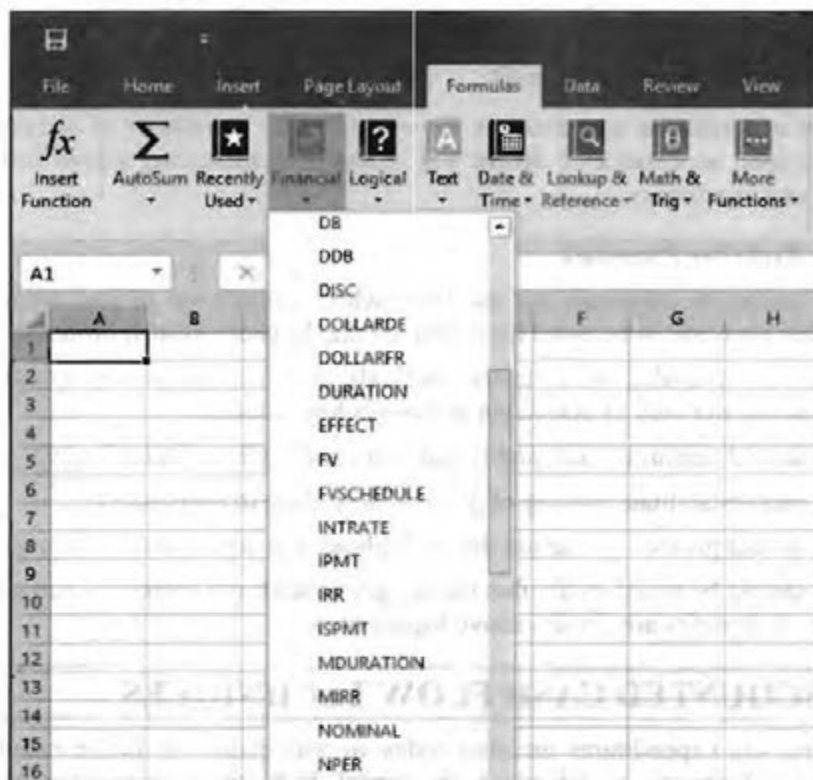 File Home Insert Page Layout Formulas Data Review View
fx
Insert Function
AutoSum
Recently Used
Financial
Logical
Text
Date & Time
Lookup & Reference
Math & Trig
More Functions
DB
DDB
DISC
DOLLARDE
DOLLARFR
DURATION
EFFECT
FV
FVSCHEDULE
INTRATE
IPMT
IRR
ISPMT
MDURATION
MIRR
NOMINAL
NPER
A1
A B F G H
1
2
3
4
5
6
7
8
9
10
11
12
13
14
15
16